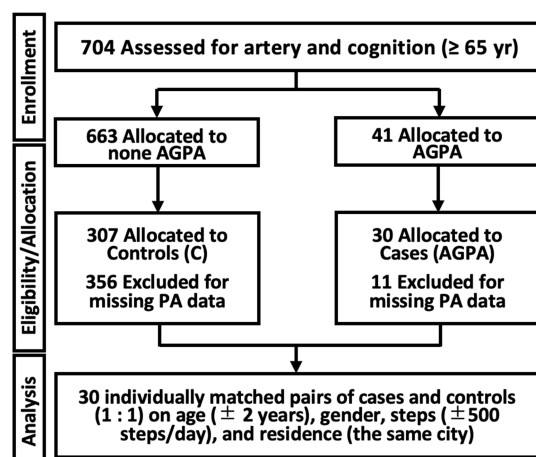 Enrollment
704 Assessed for artery and cognition (≥ 65 yr)
Eligibility/Allocation
663 Allocated to
none AGPA
41 Allocated to
AGPA
307 Allocated to
Controls (C)
356 Excluded for
missing PA data
30 Allocated to
Cases (AGPA)
11 Excluded for
missing PA data
Analysis
30 individually matched pairs of cases and controls
(1 : 1) on age (± 2 years), gender, steps (±500
steps/day), and residence (the same city)